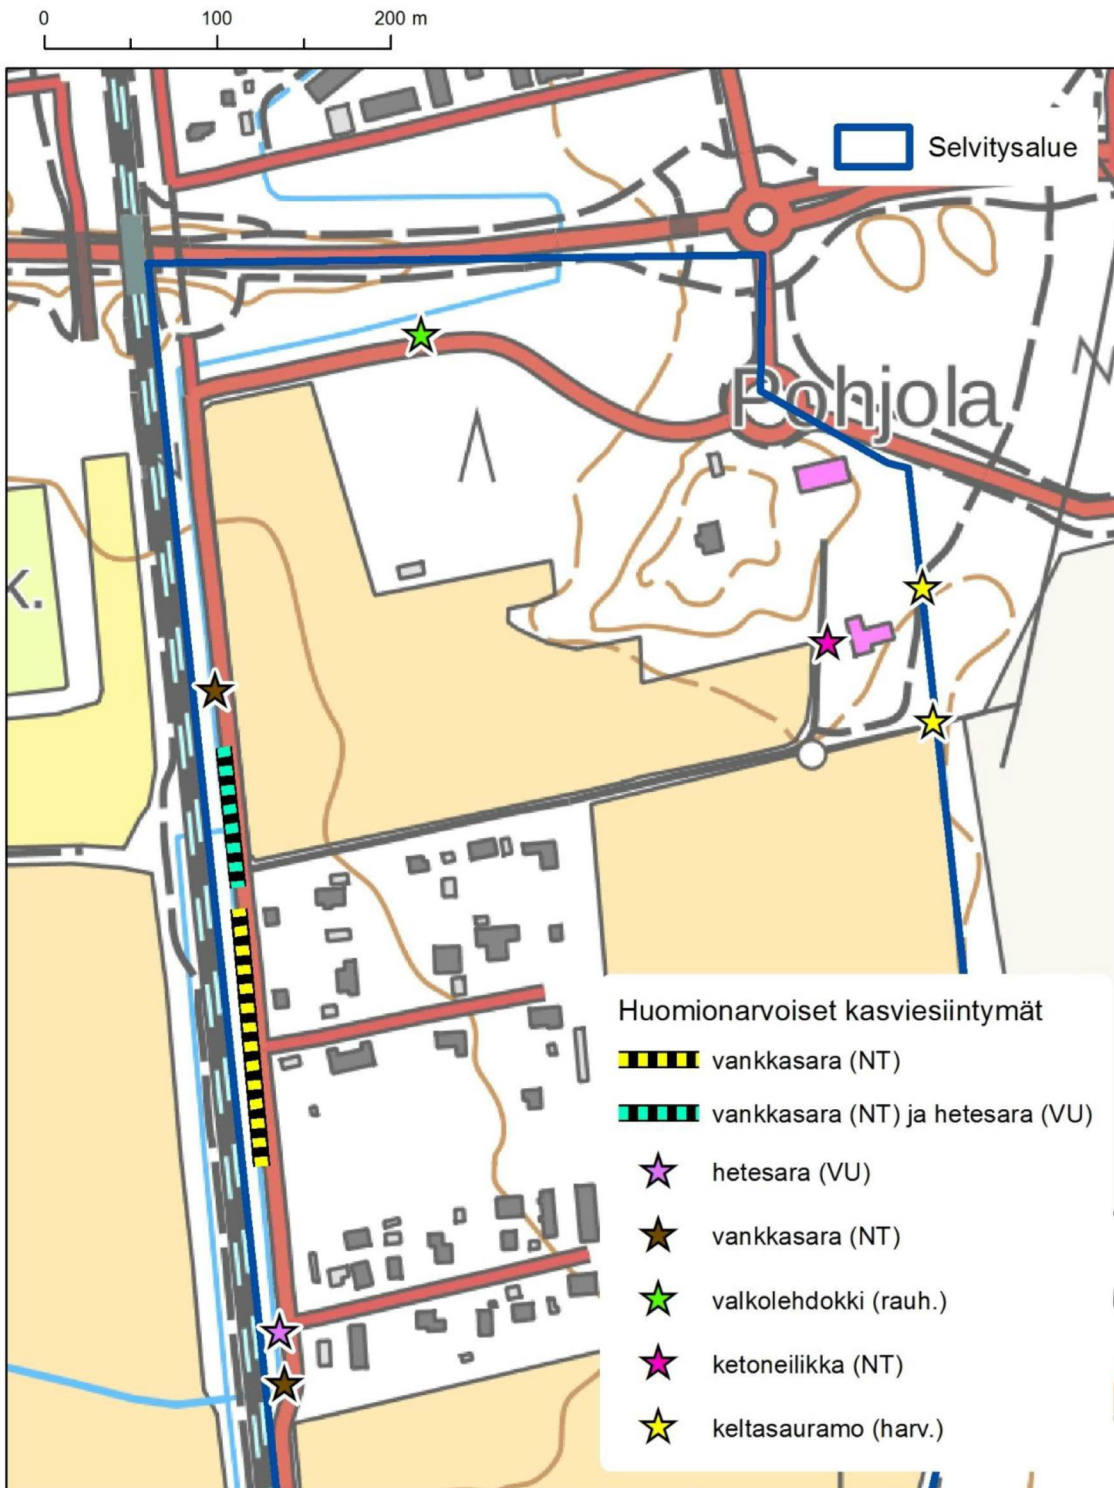 0 100 200 m
Selvitysalue
Pohjola
K.
Huomionarvoiset kasviesiintymät
vankkasara (NT)
vankkasara (NT) ja hetesara (VU)
hetesara (VU)
vankkasara (NT)
valkolehdokki (rauh.)
ketoneilikka (NT)
keltasauramo (harv.)